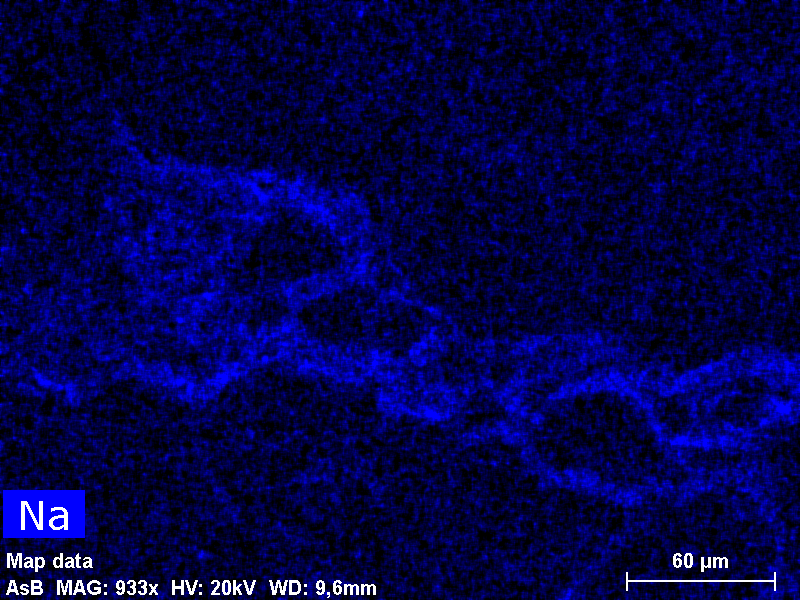 Na
Map data
60 µm
AsB MAG: 933x HV: 20kV WD: 9,6mm